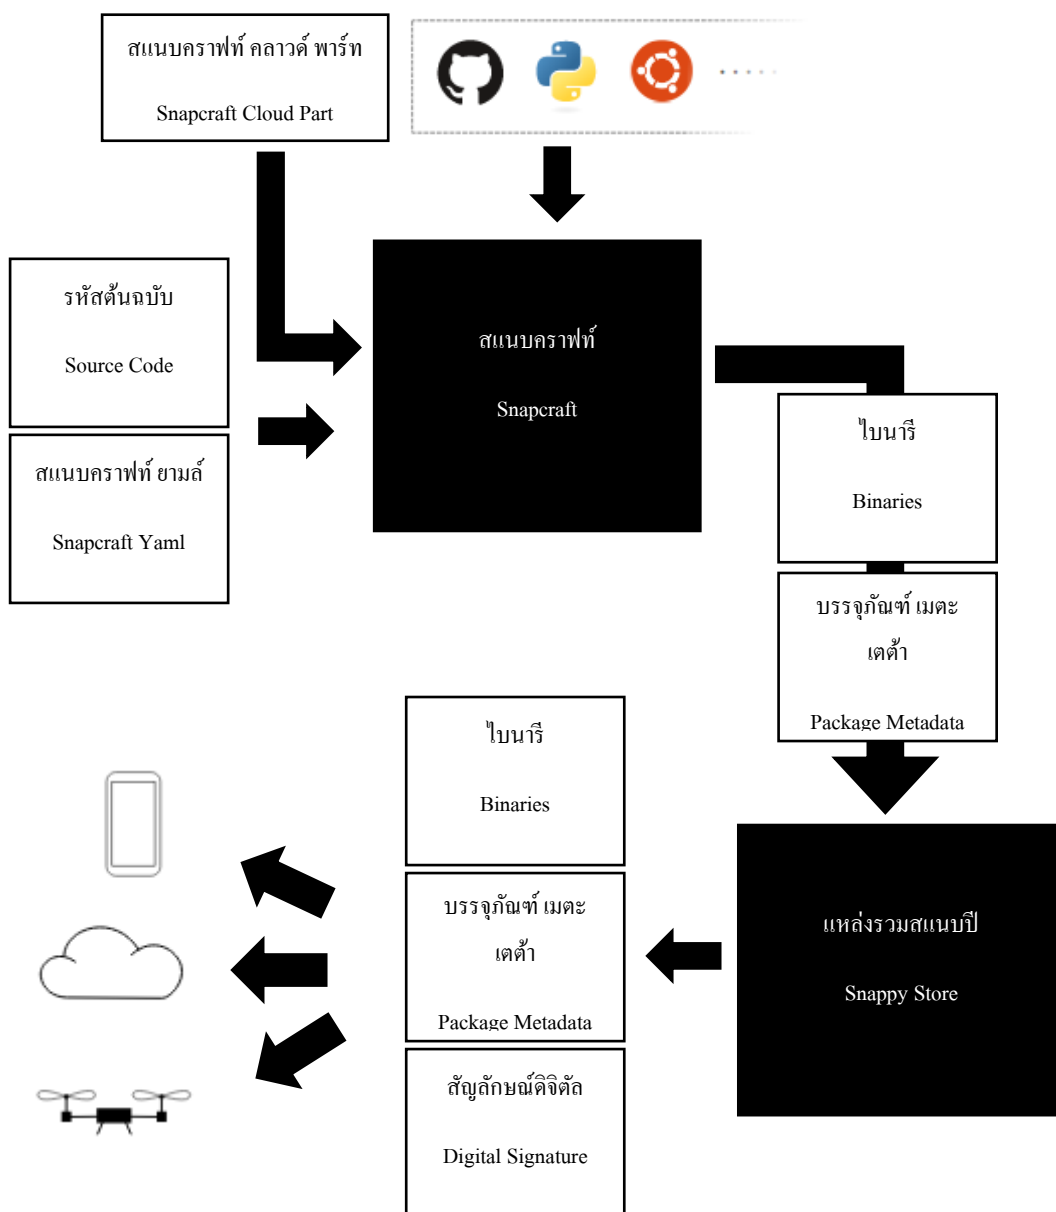 สแนบคราฟท์ คลาวด์ พาร์ท
Snapcraft Cloud Part
รหัสต้นฉบับ
Source Code
สแนบคราฟท์ ยามล์
Snapcraft Yaml
สแนบคราฟท์
Snapcraft
ไบนารี
Binaries
บรรจุภัณฑ์ เมตะ
เตต้า
Package Metadata
แหล่งรวมสแนบปี
Snappy Store
ไบนารี
Binaries
บรรจุภัณฑ์ เมตะ
เตต้า
Package Metadata
สัญลักษณ์ดิจิตัล
Digital Signature